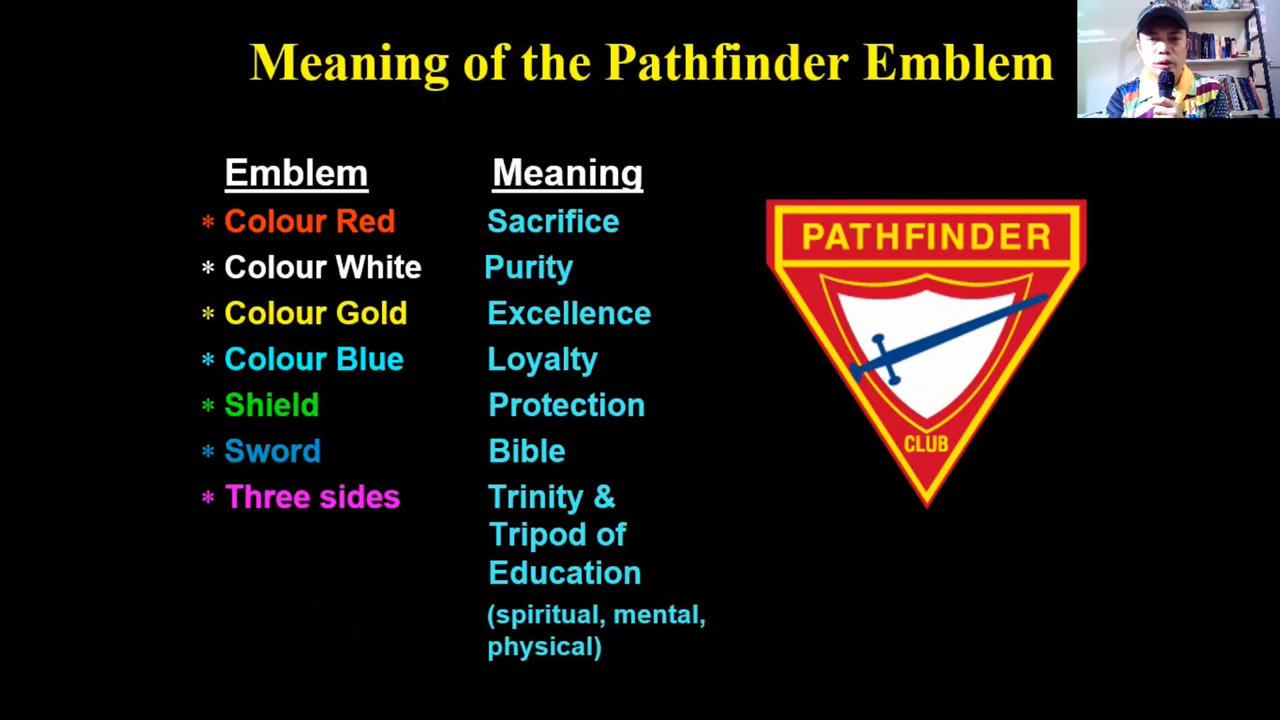 Meaning of the Pathfinder Emblem
Emblem Meaning
* Colour Red Sacrifice
* Colour White Purity
* Colour Gold Excellence
* Colour Blue Loyalty
* Shield Protection
* Sword Bible
* Three sides Trinity &
Tripod of
Education
(spiritual, mental,
physical)
PATHFINDER
CLUB